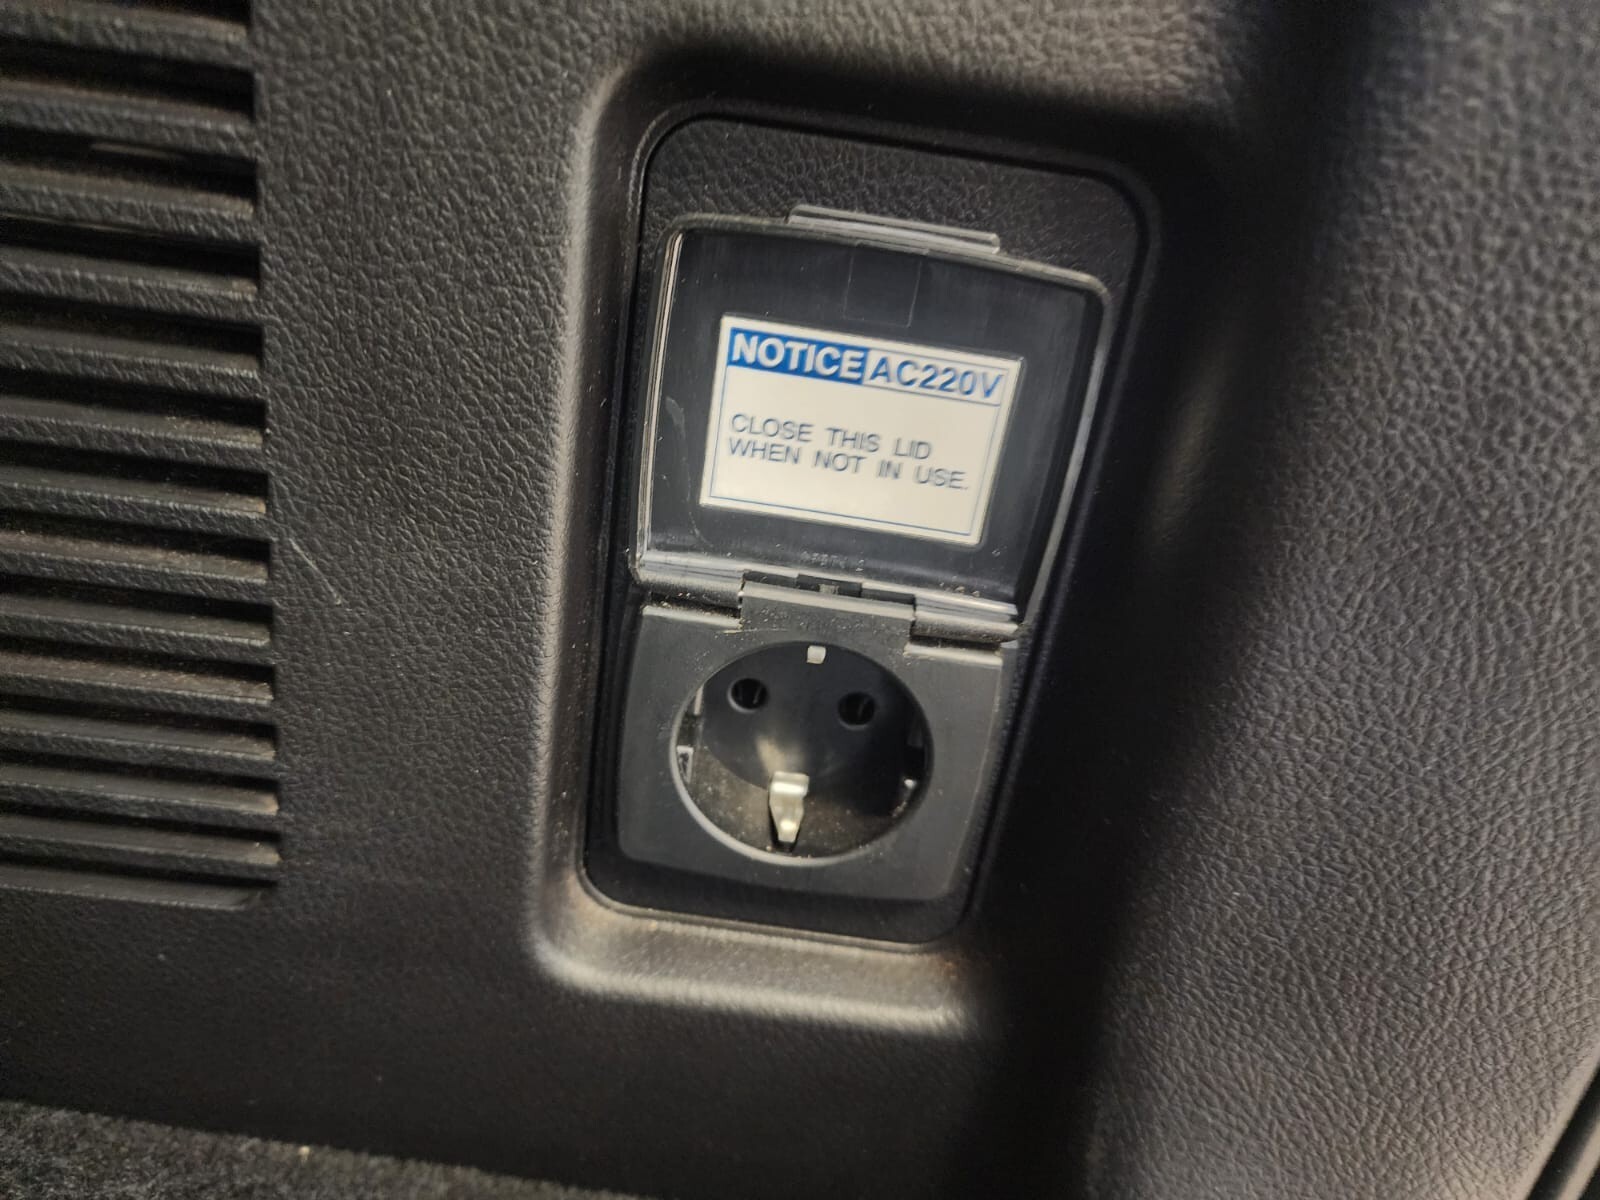 NOTICE AC220V
CLOSE THIS LID
WHEN NOT IN USE.